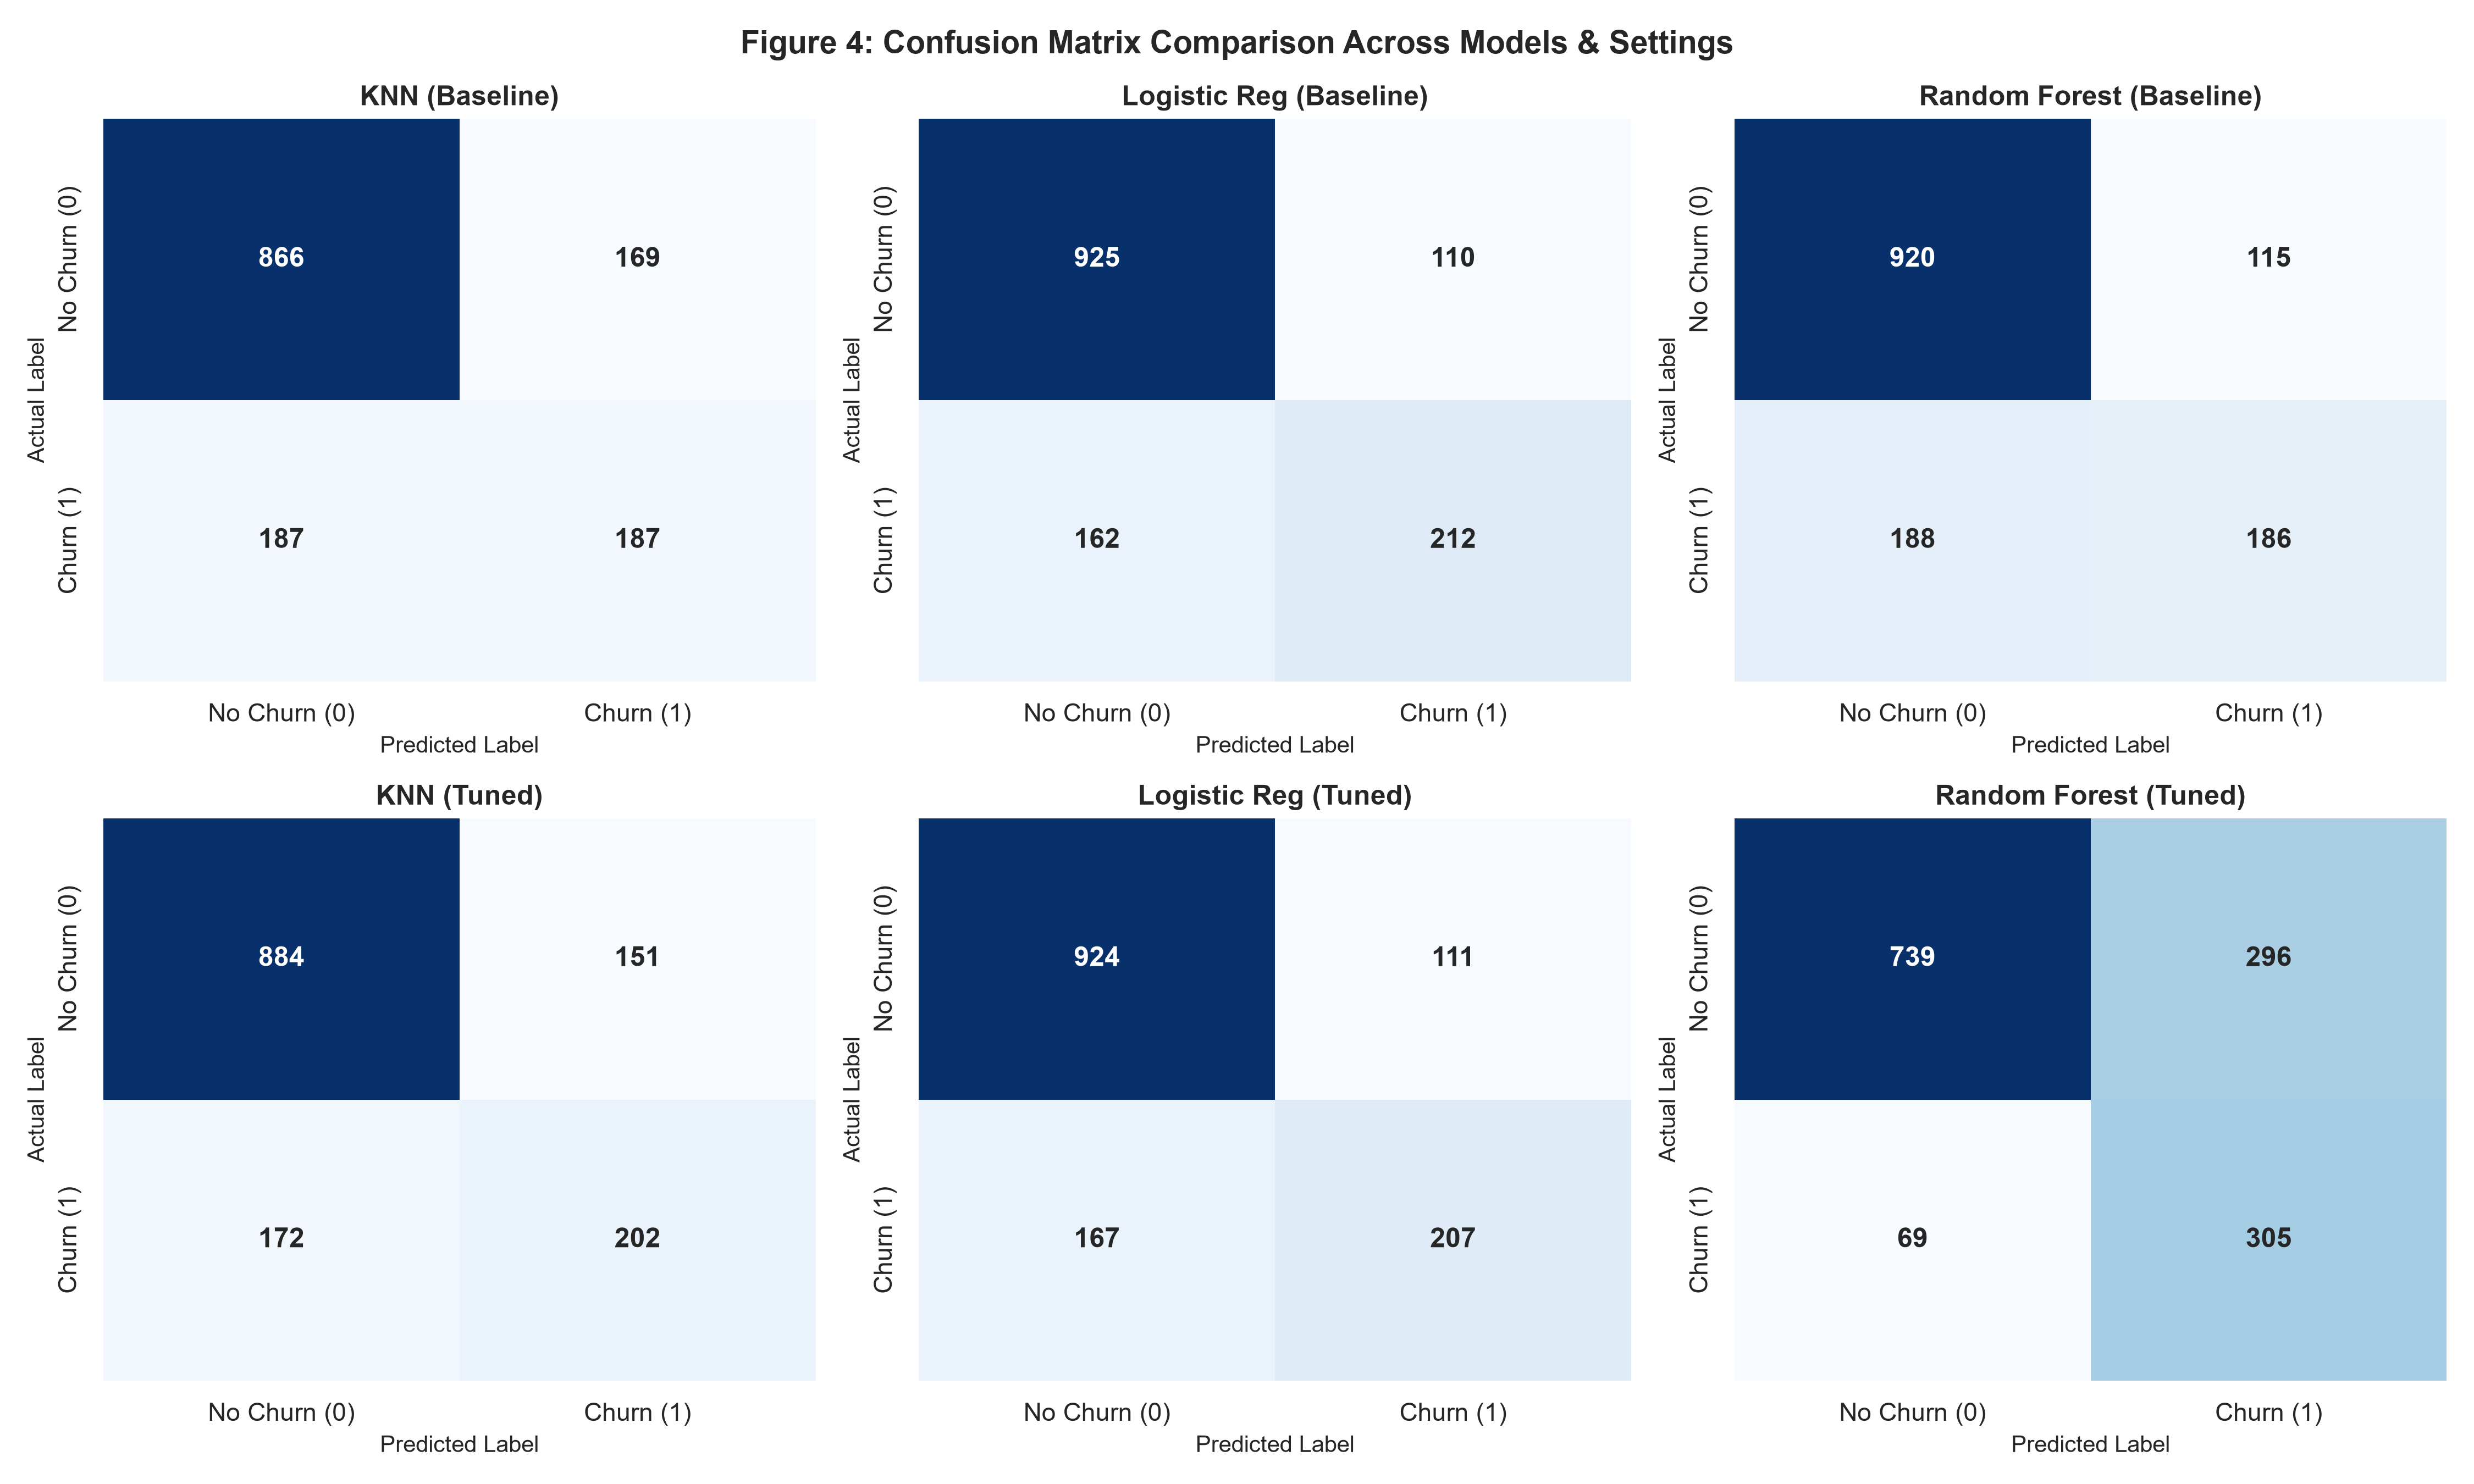 Figure 4: Confusion Matrix Comparison Across Models & Settings
KNN (Baseline)
Actual Label
No Churn (0)
Churn (1)
866
169
187
187
No Churn (0)
Churn (1)
Predicted Label
Logistic Reg (Baseline)
Actual Label
No Churn (0)
Churn (1)
925
110
162
212
No Churn (0)
Churn (1)
Predicted Label
Random Forest (Baseline)
Actual Label
No Churn (0)
Churn (1)
920
115
188
186
No Churn (0)
Churn (1)
Predicted Label
KNN (Tuned)
Actual Label
No Churn (0)
Churn (1)
884
151
172
202
No Churn (0)
Churn (1)
Predicted Label
Logistic Reg (Tuned)
Actual Label
No Churn (0)
Churn (1)
924
111
167
207
No Churn (0)
Churn (1)
Predicted Label
Random Forest (Tuned)
Actual Label
No Churn (0)
Churn (1)
739
296
69
305
No Churn (0)
Churn (1)
Predicted Label